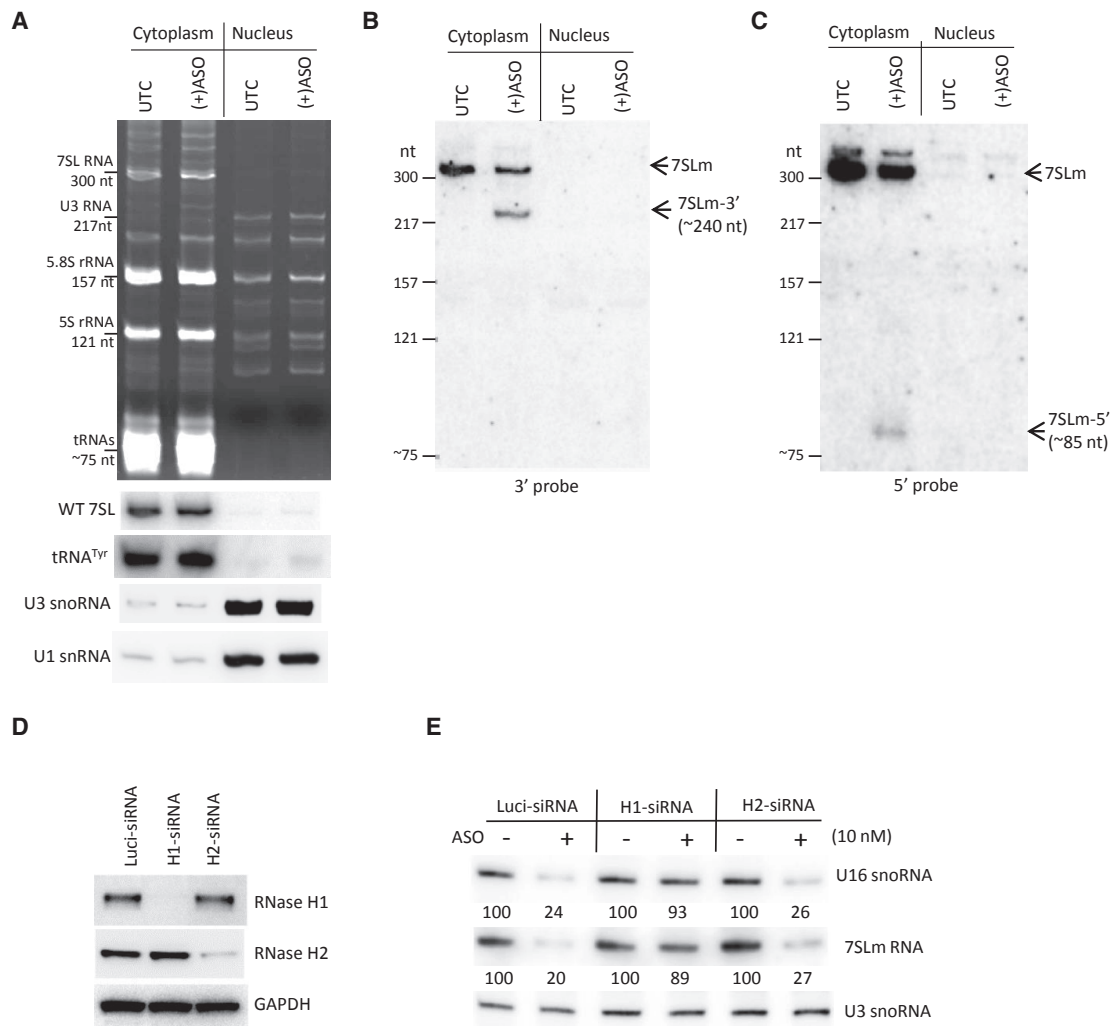 A
Cytoplasm Nucleus
UTC (+)ASO UTC (+)ASO
7SL RNA
300 nt
U3 RNA
217nt
5.8S rRNA
157 nt
5S rRNA
121 nt
tRNAs
~75 nt
WT 7SL
tRNATyr
U3 snoRNA
U1 snRNA
B
Cytoplasm Nucleus
UTC (+)ASO UTC (+)ASO
nt
300
217
157
121
~75
7SLm
7SLm-3’
(~240 nt)
3’ probe
C
Cytoplasm Nucleus
UTC (+)ASO UTC (+)ASO
nt
300
217
157
121
~75
7SLm
7SLm-5’
(~85 nt)
5’ probe
D
Luci-siRNA H1-siRNA H2-siRNA
RNase H1
RNase H2
GAPDH
E
Luci-siRNA H1-siRNA H2-siRNA
ASO - + - + - + (10 nM)
U16 snoRNA
100 24 100 93 100 26
7SLm RNA
100 20 100 89 100 27
U3 snoRNA